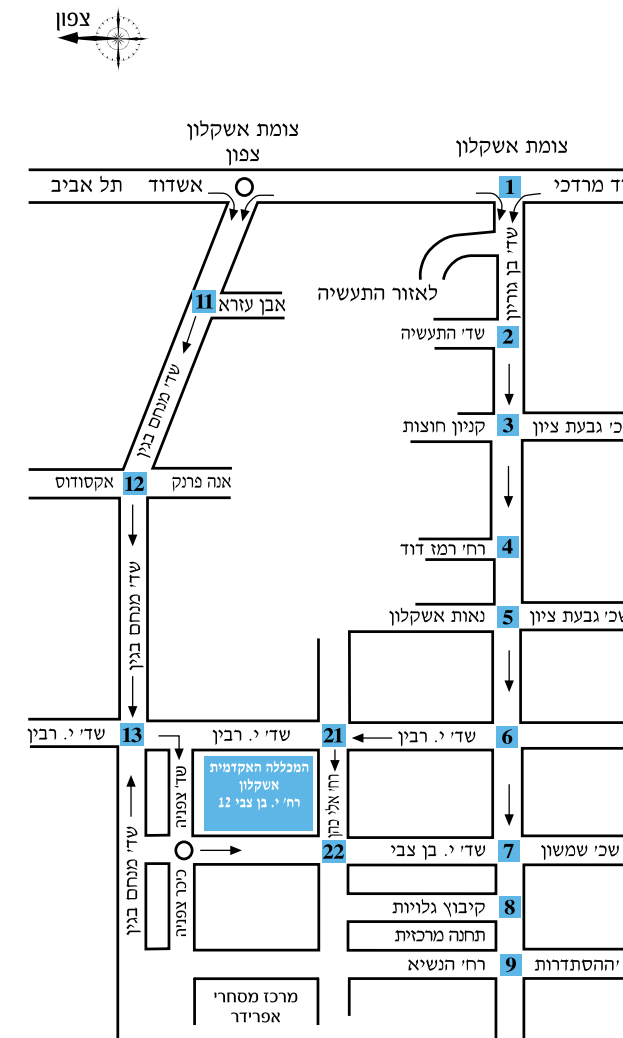 צפון
צומת אשקלון
צפון
צומת אשקלון
תל אביב
אשדוד
1
ד מרדכי
שד׳ בן גוריון
לאזור התעשיה
11
אבן עזרא
שד׳ התעשיה
2
שד׳ מנחם בגין
קניון חוצות
3
כ׳ גבעת ציון
אקסודוס
12
אנה פרנק
רח׳ רמז דוד
4
שד׳ מנחם בגין
נאות אשקלון
5
שכ׳ גבעת ציון
שד׳ י. רבין
13
שד׳ י. רבין
21
שד׳ י. רבין
6
שד׳ צפניה
המכללה האקדמית
אשקלון
רח׳ י. בן צבי 12
רח׳ אלי כהן
שד׳ מנחם בגין
כיכר צפניה
22
שד׳ י. בן צבי
7
שכ׳ שמשון
קיבוץ גלויות
8
תחנה מרכזית
רח׳ הנשיא
9
׳ההסתדרות
מרכז מסחרי
אפרידר